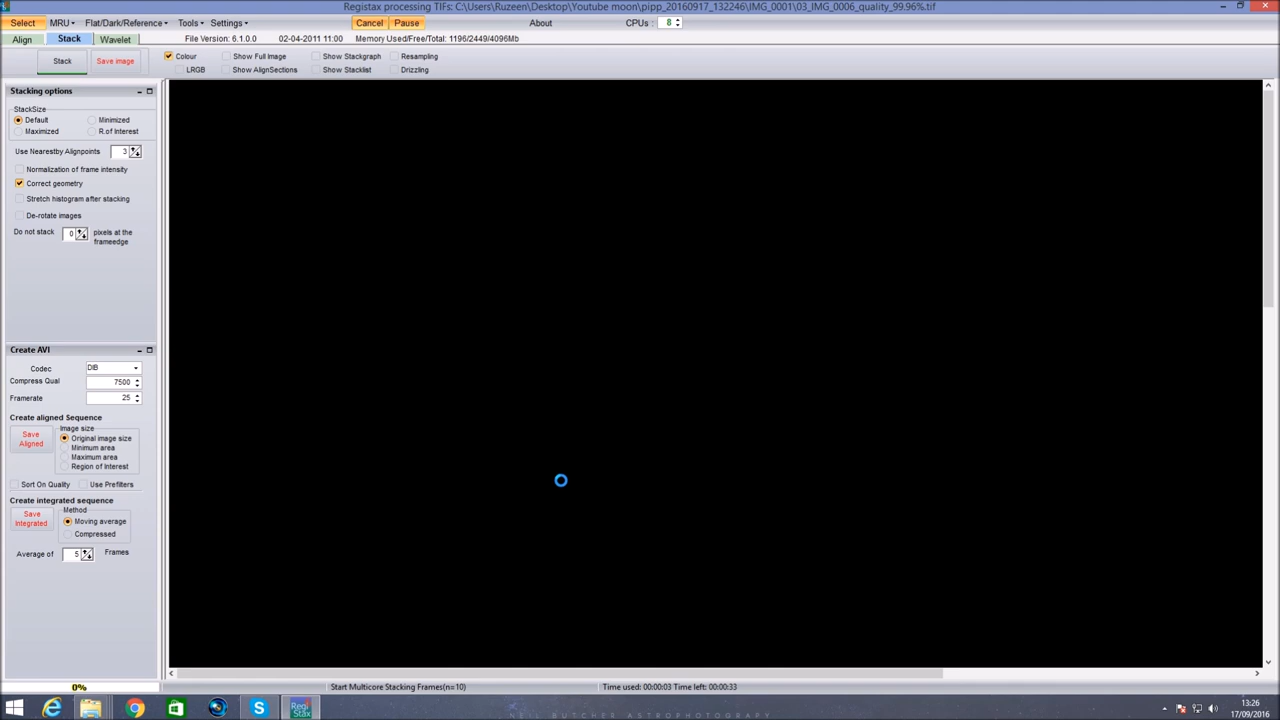 Registax processing TIFs: C:\Users\Ruzeen\Desktop\Youtube moon\pipp_20160917_132246\IMG_0001\03_IMG_0006_quality_99.96%.tif
Select MRU Flat/Dark/Reference Tools Settings Cancel Pause About CPUs : 8
Align Stack Wavelet File Version: 6.1.0.0 02-04-2011 11:00 Memory Used/Free/Total: 1196/2449/4096Mb
Stack Save image Colour Show Full Image Show Stackgraph Resampling
LRGB Show AlignSections Show Stacklist Drizzling
Stacking options
StackSize
Default Minimized
Maximized R.of Interest
Use Nearestby Alignpoints 3
Normalization of frame intensity
Correct geometry
Stretch histogram after stacking
De-rotate images
Do not stack 0 pixels at the
frameedge
Create AVI
Codec DIB
Compress Qual 7500
Framerate 25
Create aligned Sequence
Image size
Save
Aligned
Original image size
Minimum area
Maximum area
Region of Interest
Sort On Quality Use Prefilters
Create integrated sequence
Method
Save
Integrated
Moving average
Compressed
Average of 5 Frames
0% Start Multicore Stacking Frames(n=10) Time used: 00:00:03 Time left: 00:00:33
Regi
Stax
NEIL BUTCHER ASTROPHOTOGRAPHY
13:26
17/09/2016